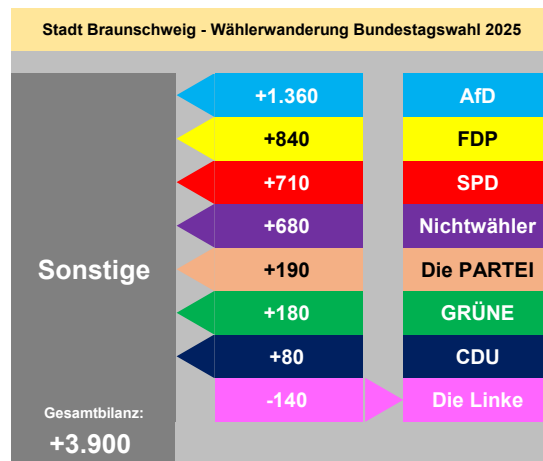 Stadt Braunschweig - Wählerwanderung Bundestagswahl 2025
+1.360 AfD
+840 FDP
+710 SPD
+680 Nichtwähler
Sonstige +190 Die PARTEI
+180 GRÜNE
+80 CDU
-140 Die Linke
Gesamtbilanz:
+3.900